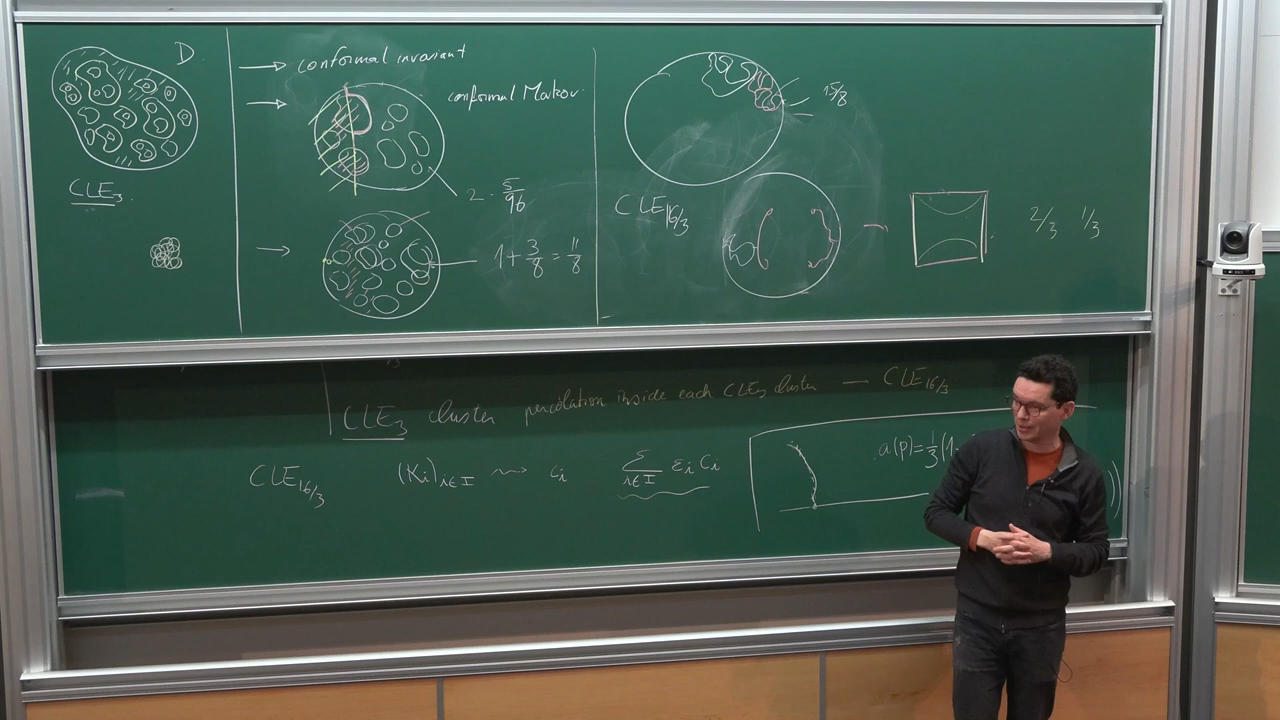 D
CLE₃
→ conformal invariant
→ conformal Markov
2 - 5/96
→ 1 + 3/8 = 11/8
15/8
CLE₁₆/₃
2/3 1/3
CLE₃ cluster percolation inside each CLE₃ cluster — CLE₁₆/₃
CLE₁₆/₃ (Kᵢ)ᵢ∈I ⇝ cᵢ Σ i∈I εᵢ cᵢ
a(p)=1/3(1-